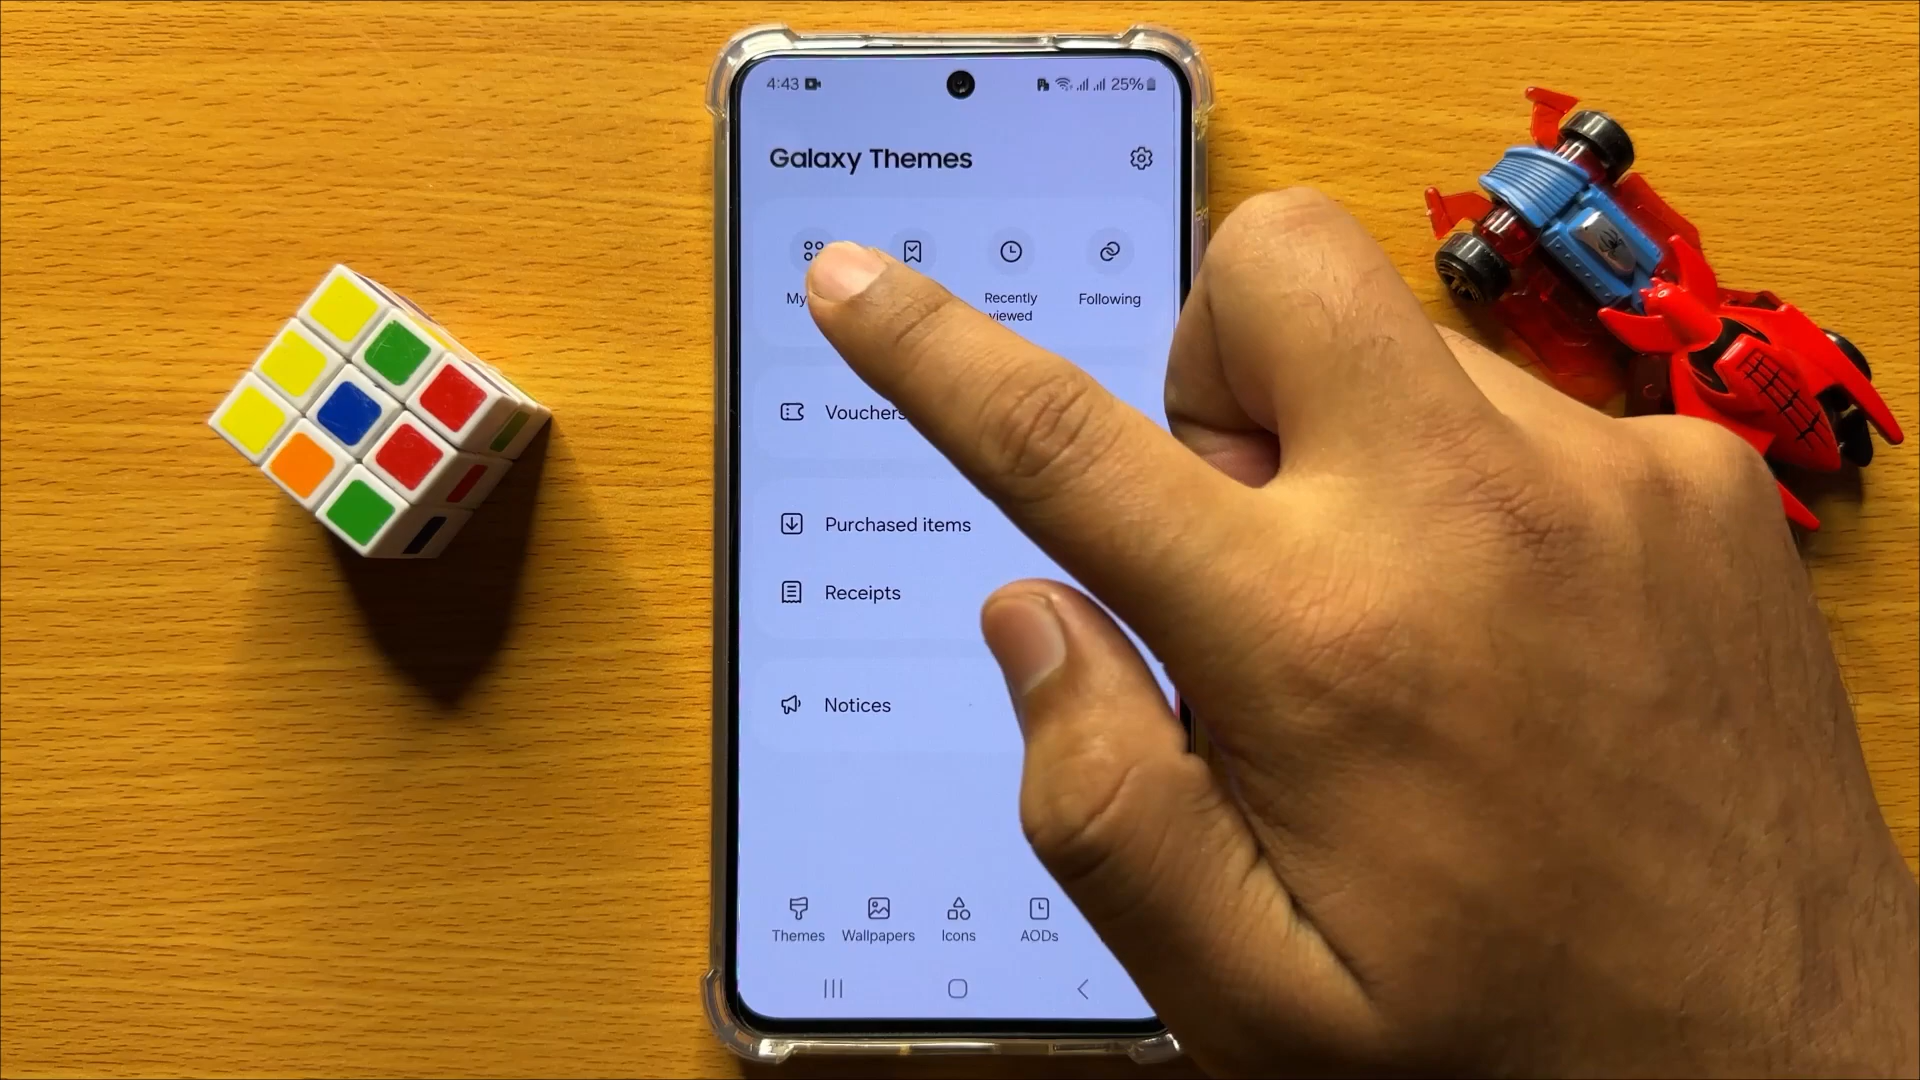 4:43
25%
Galaxy Themes
My
Recently
viewed
Following
Vouchers
Purchased items
Receipts
Notices
Themes
Wallpapers
Icons
AODs